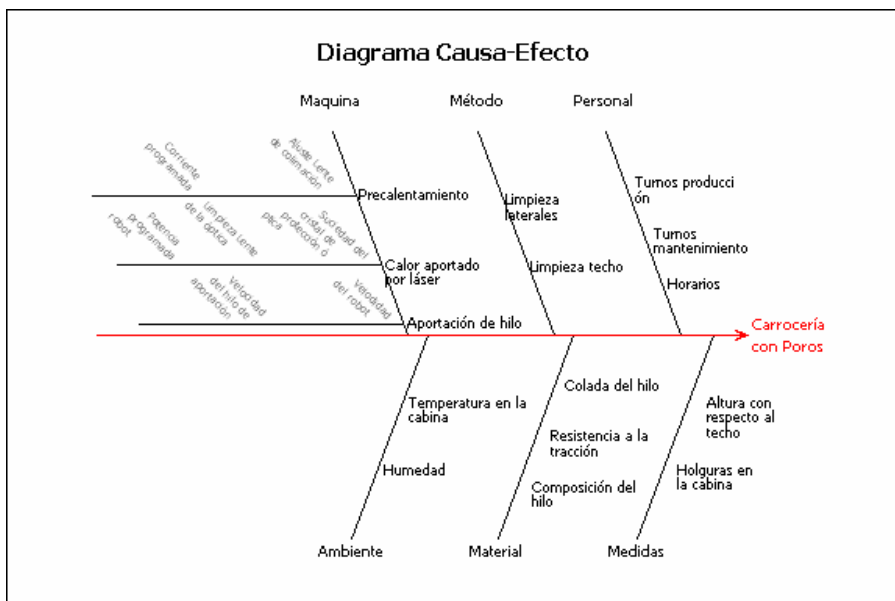 Diagrama Causa-Efecto
Maquina
Método
Personal
Corriente
programada
Ajuste Lente
de colimación
Precalentamiento
Limpieza
laterales
Turnos producci
ón
Potencia
programada
robot
Limpieza Lente
de la óptica
Suciedad del
cristal de
protección ó
ptica
Calor aportado
por láser
Limpieza techo
Turnos
mantenimiento
Horarios
Velocidad
del hilo de
aportación
Velodidad
del robot
Aportación de hilo
Carrocería
con Poros
Temperatura en la
cabina
Humedad
Colada del hilo
Resistencia a la
tracción
Composición del
hilo
Altura con
respecto al
techo
Holguras en
la cabina
Ambiente
Material
Medidas